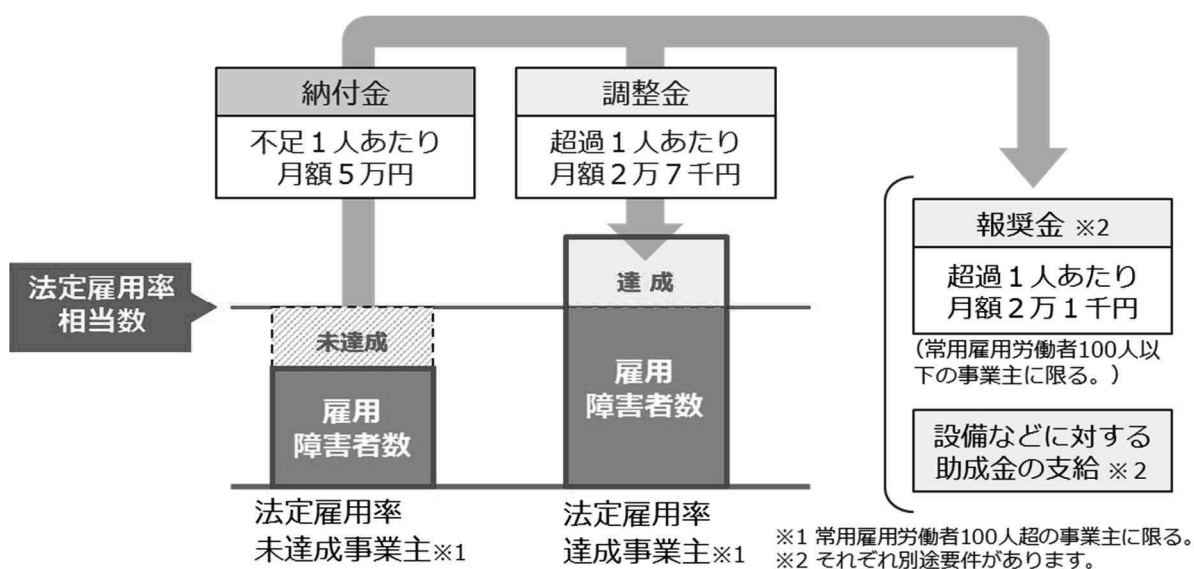 納付金
不足１人あたり
月額５万円
調整金
超過１人あたり
月額２万７千円
報奨金 ※2
超過１人あたり
月額２万１千円
（常用雇用労働者100人以
下の事業主に限る。）
設備などに対する
助成金の支給 ※2
法定雇用率
相当数
未達成
雇用
障害者数
達成
雇用
障害者数
法定雇用率
未達成事業主※1
法定雇用率
達成事業主※1
※1 常用雇用労働者100人超の事業主に限る。
※2 それぞれ別途要件があります。